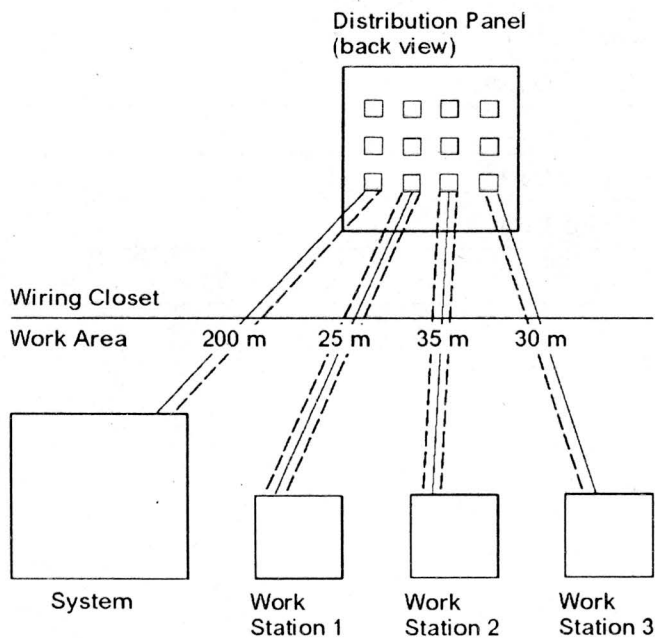 Distribution Panel
(back view)
Wiring Closet
Work Area
200 m
25 m
35 m
30 m
System
Work
Station 1
Work
Station 2
Work
Station 3